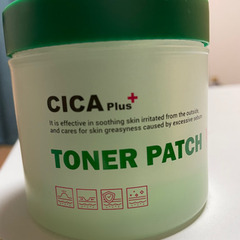 CICA Plus+
It is effective in soothing skin irritated from the outside
and cares for skin greasyness caused by excessive sebum
TONER PATCH